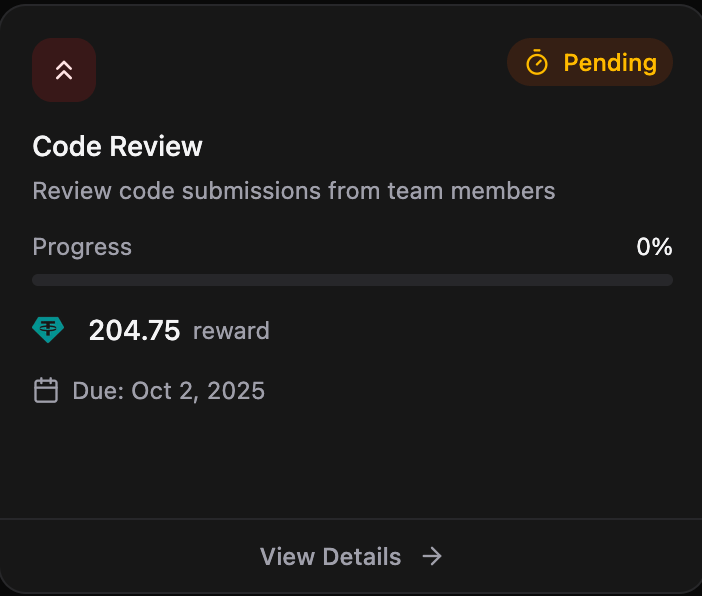 Pending
Code Review
Review code submissions from team members
Progress 0%
204.75 reward
Due: Oct 2, 2025
View Details →